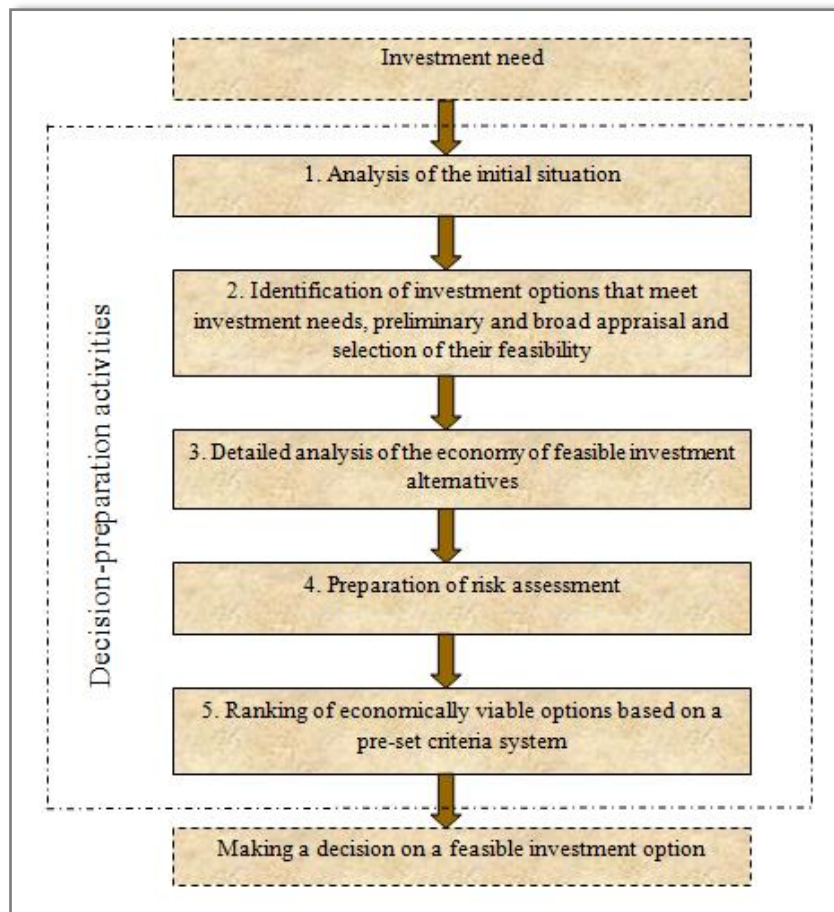 Investment need
1. Analysis of the initial situation
2. Identification of investment options that meet
investment needs, preliminary and broad appraisal and
selection of their feasibility
3. Detailed analysis of the economy of feasible investment
alternatives
4. Preparation of risk assessment
5. Ranking of economically viable options based on a
pre-set criteria system
Making a decision on a feasible investment option
Decision-preparation activities